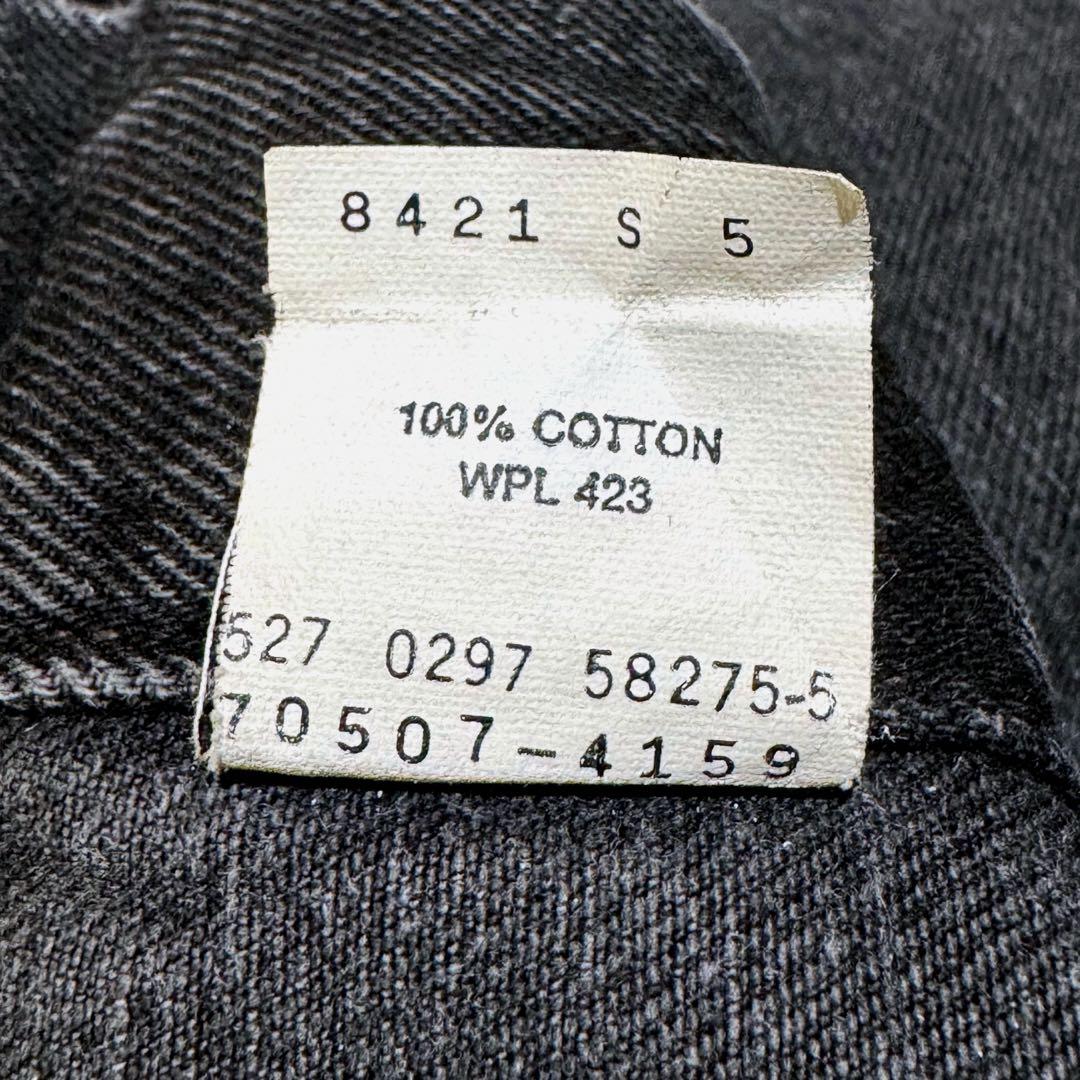 8421 S 5
100% COTTON
WPL 423
527 0297 58275-5
70507-4159